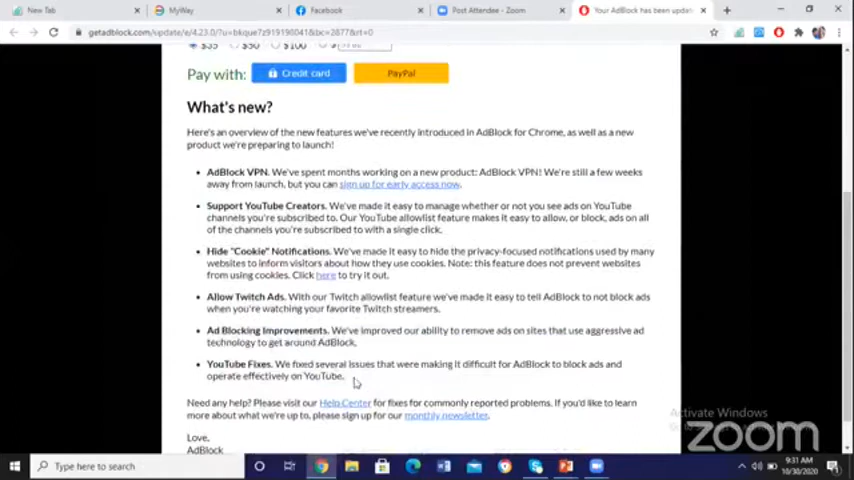 New Tab
MyWay
Facebook
Post Attendee - Zoom
Your AdBlock has been updat
getadblock.com/update/e/4.23.0/?u=bkque7z919190041&bc=2877&rt=0
$35 $50 $100 $
Pay with: Credit card PayPal
What's new?
Here's an overview of the new features we've recently introduced in AdBlock for Chrome, as well as a new
product we're preparing to launch!
• AdBlock VPN. We've spent months working on a new product: AdBlock VPN! We're still a few weeks
away from launch, but you can sign up for early access now.
• Support YouTube Creators. We've made it easy to manage whether or not you see ads on YouTube
channels you're subscribed to. Our YouTube allowlist feature makes it easy to allow, or block, ads on all
of the channels you're subscribed to with a single click.
• Hide "Cookie" Notifications. We've made it easy to hide the privacy-focused notifications used by many
websites to inform visitors about how they use cookies. Note: this feature does not prevent websites
from using cookies. Click here to try it out.
• Allow Twitch Ads. With our Twitch allowlist feature we've made it easy to tell AdBlock to not block ads
when you're watching your favorite Twitch streamers.
• Ad Blocking Improvements. We've improved our ability to remove ads on sites that use aggressive ad
technology to get around AdBlock.
• YouTube Fixes. We fixed several issues that were making it difficult for AdBlock to block ads and
operate effectively on YouTube.
Need any help? Please visit our Help Center for fixes for commonly reported problems. If you'd like to learn
more about what we're up to, please sign up for our monthly newsletter.
Love,
AdBlock
Activate Windows
zoom
Type here to search
9:31 AM
10/30/2020